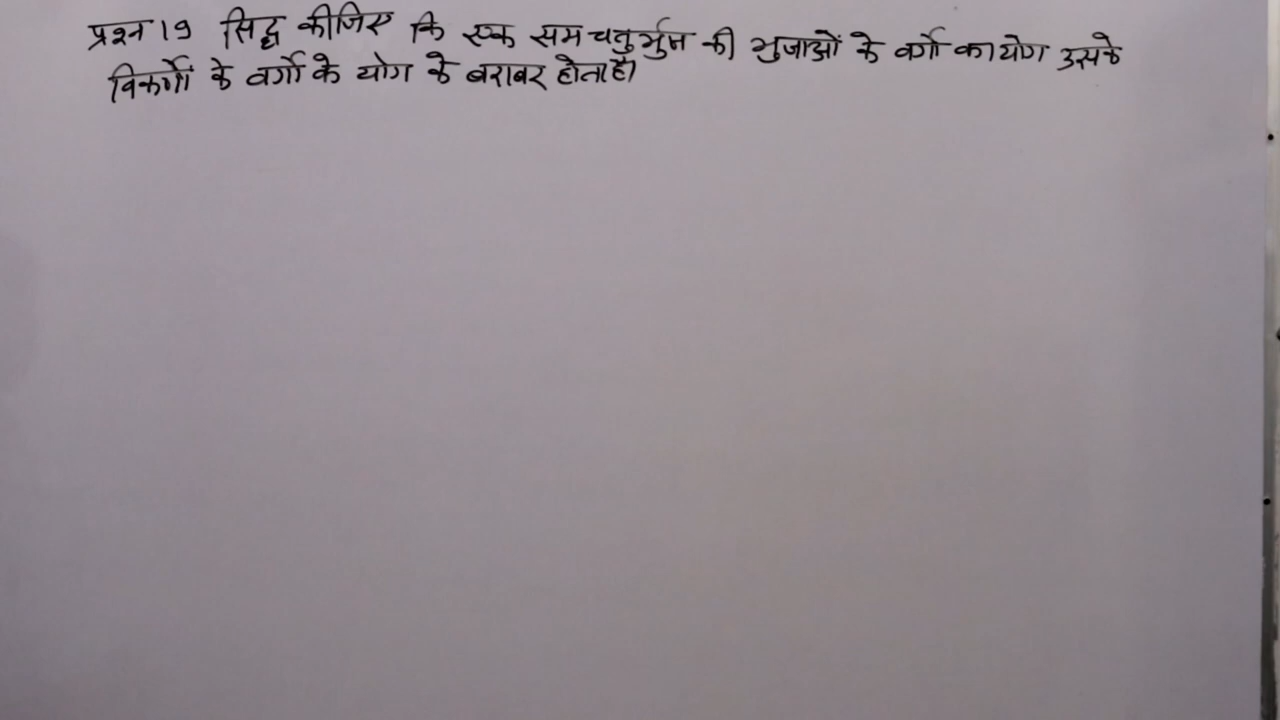 प्रश्न 19 सिद्ध कीजिए कि एक समचतुर्भुज की भुजाओं के वर्गों का योग उसके
विकर्णों के वर्गों के योग के बराबर होता है।